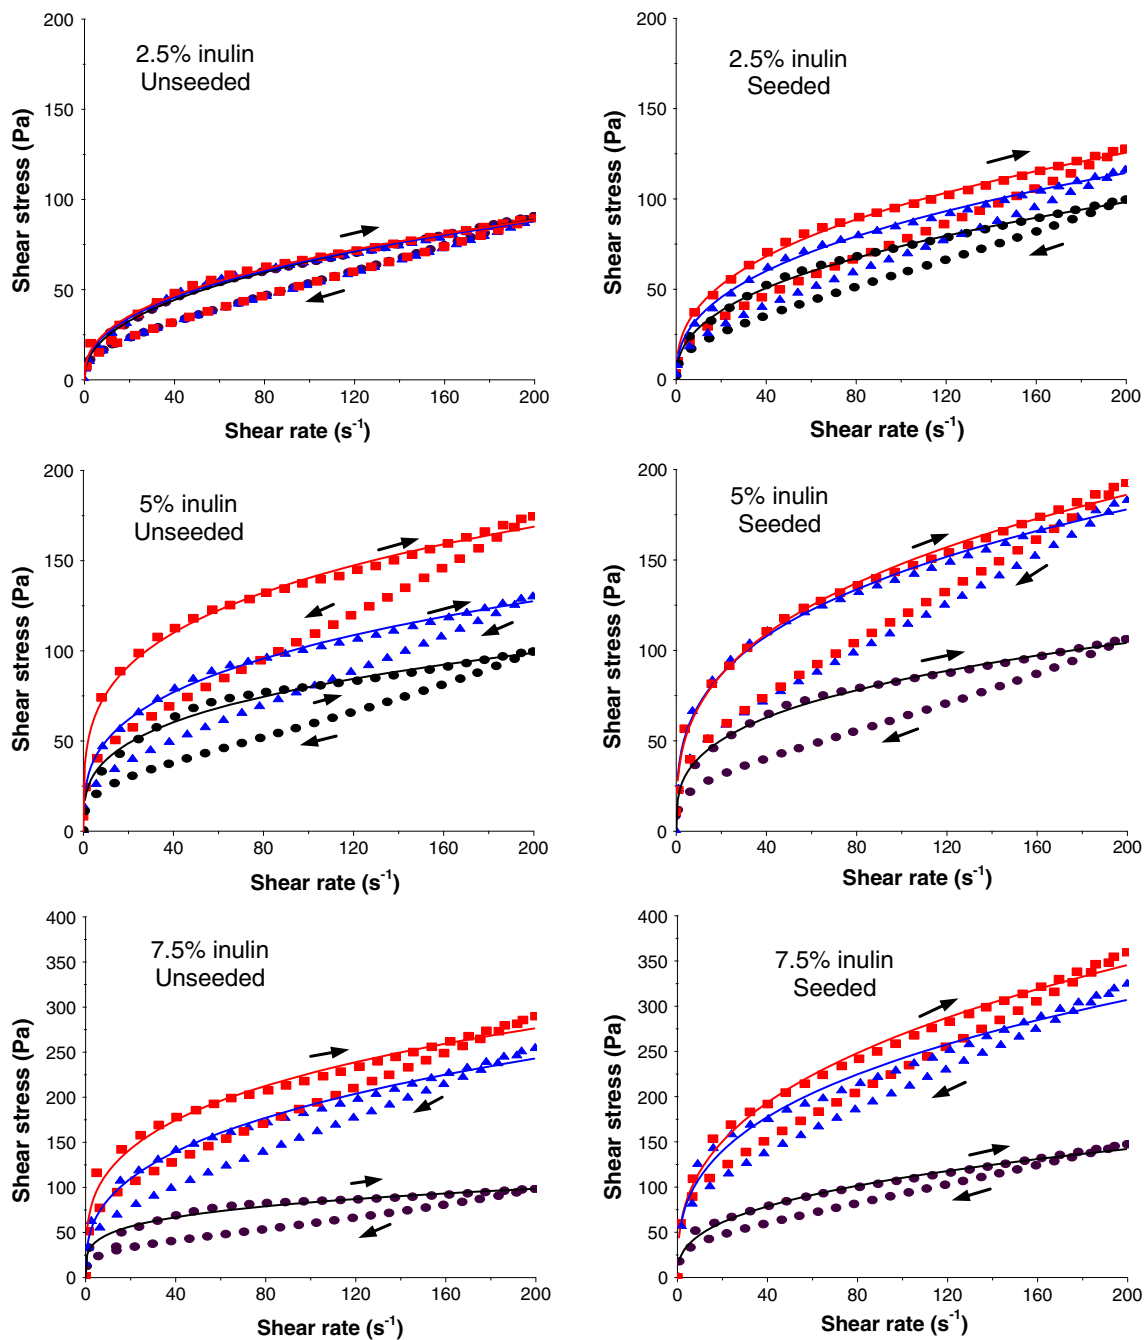 2.5% inulin
Unseeded
Shear stress (Pa)
200
150
100
50
0
0 40 80 120 160 200
Shear rate (s⁻¹)
2.5% inulin
Seeded
Shear stress (Pa)
200
150
100
50
0
0 40 80 120 160 200
Shear rate (s⁻¹)
5% inulin
Unseeded
Shear stress (Pa)
200
150
100
50
0
0 40 80 120 160 200
Shear rate (s⁻¹)
5% inulin
Seeded
Shear stress (Pa)
200
150
100
50
0
0 40 80 120 160 200
Shear rate (s⁻¹)
7.5% inulin
Unseeded
Shear stress (Pa)
400
350
300
250
200
150
100
50
0
0 40 80 120 160 200
Shear rate (s⁻¹)
7.5% inulin
Seeded
Shear stress (Pa)
400
350
300
250
200
150
100
50
0
0 40 80 120 160 200
Shear rate (s⁻¹)